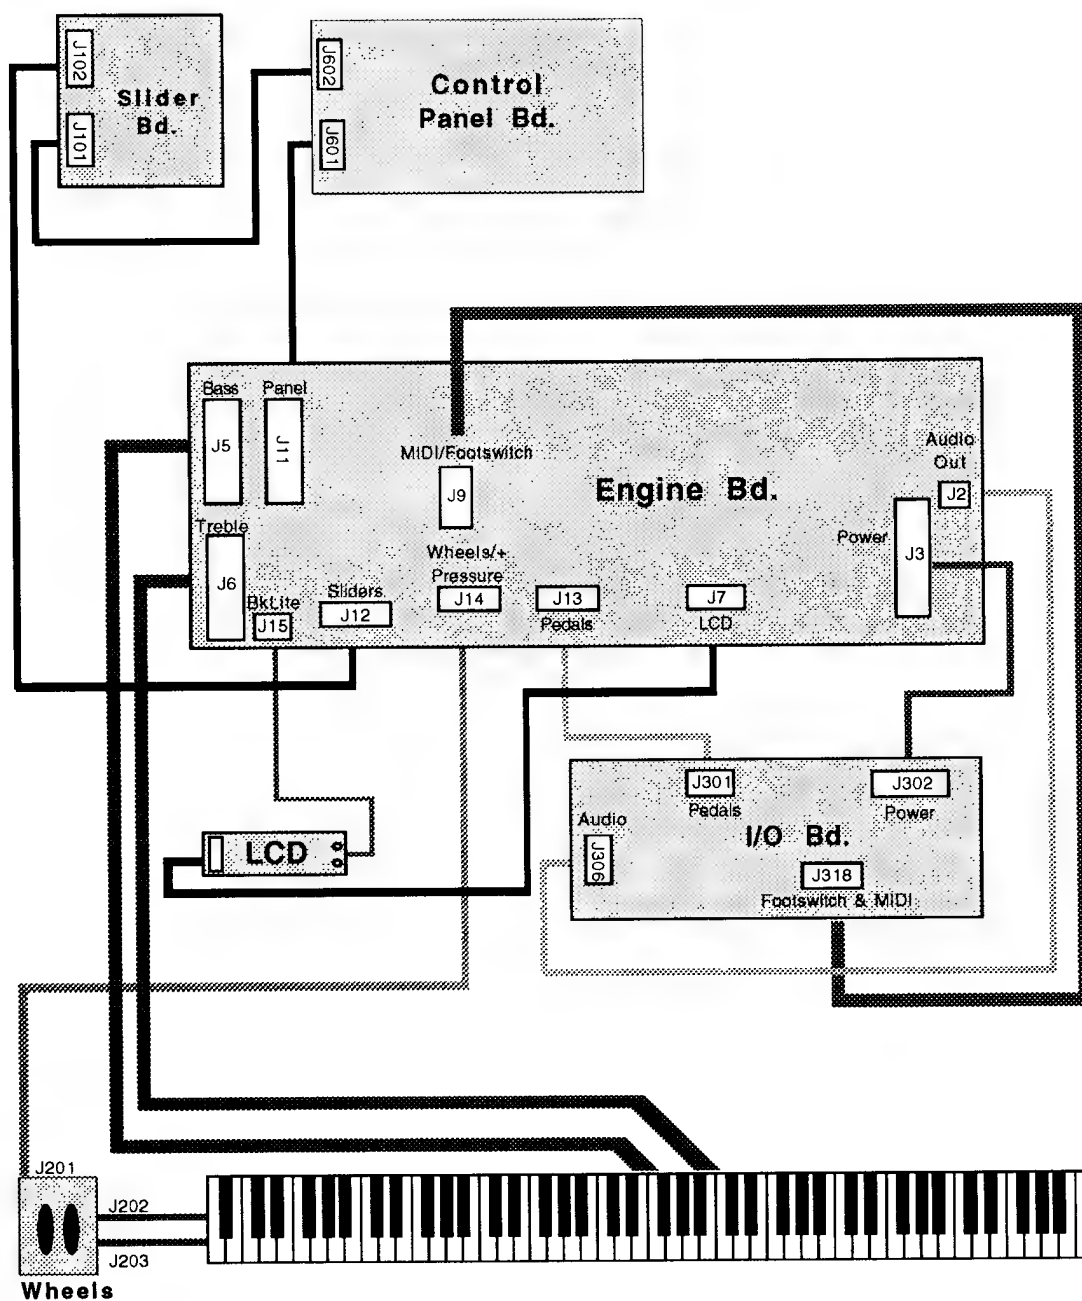 J102
J101
Slider
Bd.
J602
J601
Control
Panel Bd.
Bass
Panel
J5
J11
MIDI/Footswitch
J9
Engine Bd.
Audio
Out
J2
Treble
J6
Wheels/+
Pressure
J14
Power
J3
BkLite
J15
Sliders
J12
J13
Pedals
J7
LCD
J301
Pedals
J302
Power
Audio
J306
I/O Bd.
J318
Footswitch & MIDI
LCD
J201
J202
J203
Wheels